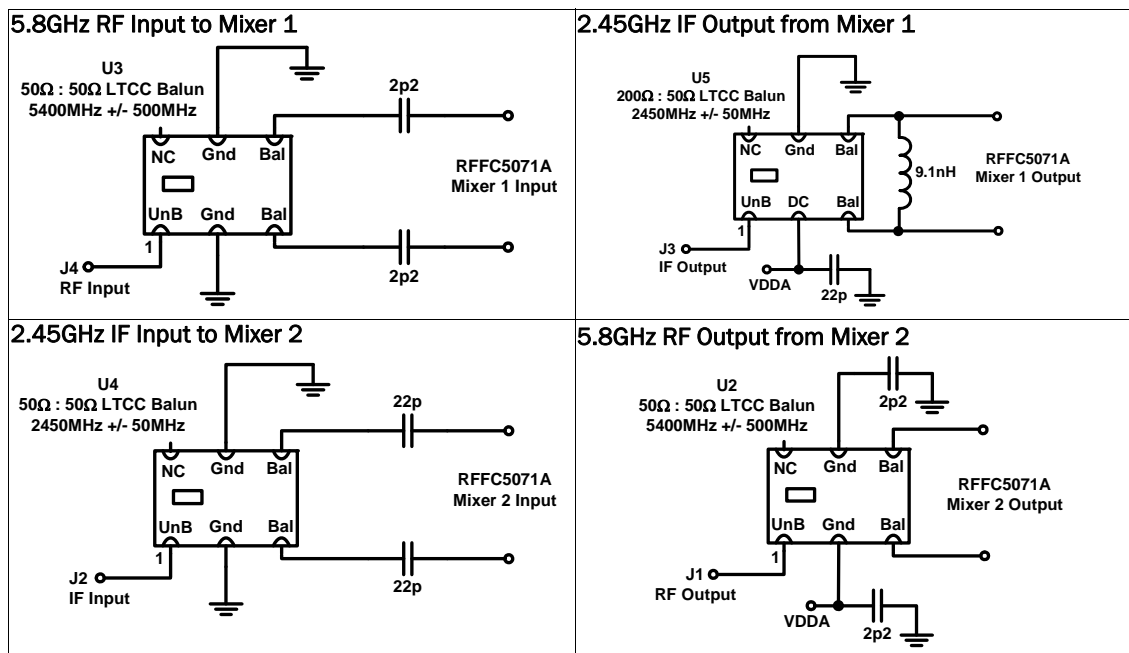 5.8GHz RF Input to Mixer 1
U3
50Ω : 50Ω LTCC Balun
5400MHz +/- 500MHz
2p2
NC
Gnd
Bal
RFFC5071A
Mixer 1 Input
UnB
Gnd
Bal
1
J4
RF Input
2p2
2.45GHz IF Output from Mixer 1
U5
200Ω : 50Ω LTCC Balun
2450MHz +/- 50MHz
NC
Gnd
Bal
9.1nH
RFFC5071A
Mixer 1 Output
UnB
DC
Bal
1
J3
IF Output
VDDA
22p
2.45GHz IF Input to Mixer 2
U4
50Ω : 50Ω LTCC Balun
2450MHz +/- 50MHz
22p
NC
Gnd
Bal
RFFC5071A
Mixer 2 Input
UnB
Gnd
Bal
1
J2
IF Input
22p
5.8GHz RF Output from Mixer 2
U2
50Ω : 50Ω LTCC Balun
5400MHz +/- 500MHz
2p2
NC
Gnd
Bal
RFFC5071A
Mixer 2 Output
UnB
Gnd
Bal
1
J1
RF Output
VDDA
2p2